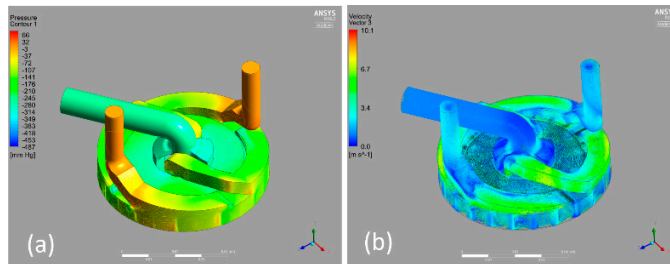 Pressure
Contour 1
66
32
-3
-37
-72
-107
-141
-176
-210
-245
-280
-314
-349
-383
-418
-453
-487
[mm Hg]
ANSYS
(a)
Velocity
Vector 3
10.1
6.7
3.4
0.0
[m s^-1]
ANSYS
(b)